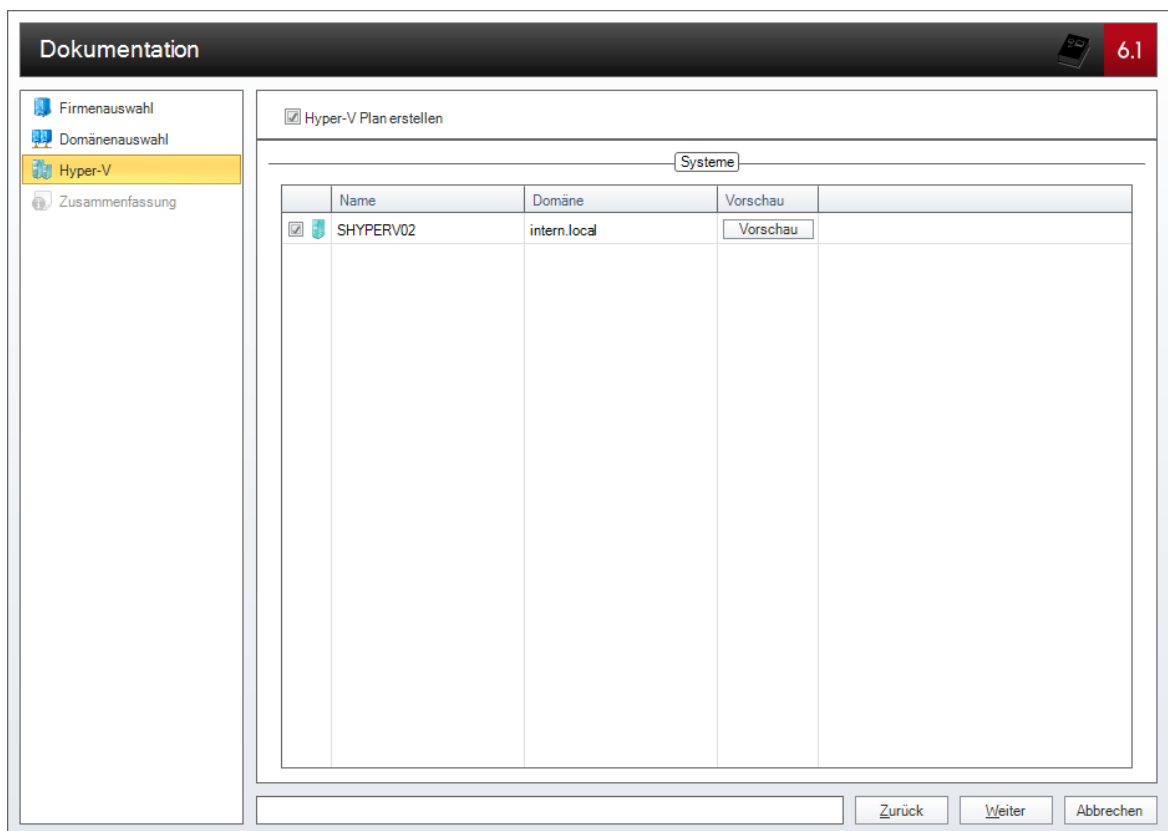 Dokumentation
6.1
Firmenauswahl
Domänenauswahl
Hyper-V
Zusammenfassung
Hyper-V Plan erstellen
Systeme
Name Domäne Vorschau
SHYPERV02 intern.local Vorschau
Zurück Weiter Abbrechen